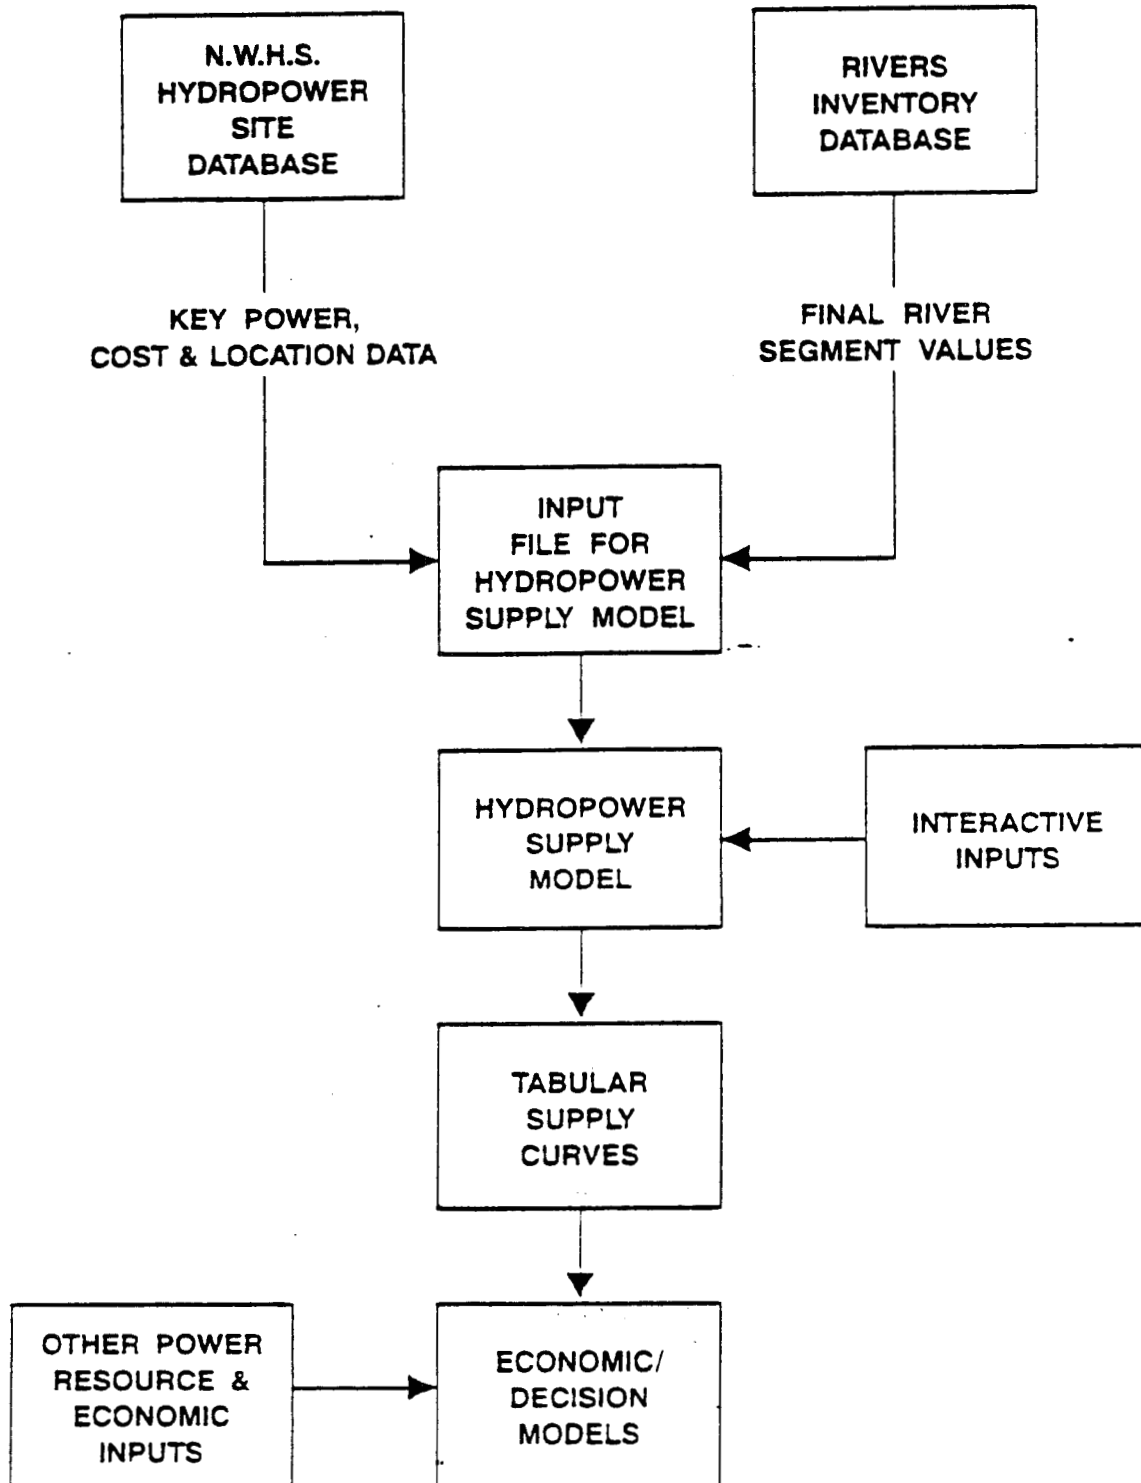 N.W.H.S.
HYDROPOWER
SITE
DATABASE
RIVERS
INVENTORY
DATABASE
KEY POWER,
COST & LOCATION DATA
FINAL RIVER
SEGMENT VALUES
INPUT
FILE FOR
HYDROPOWER
SUPPLY MODEL
HYDROPOWER
SUPPLY
MODEL
INTERACTIVE
INPUTS
TABULAR
SUPPLY
CURVES
OTHER POWER
RESOURCE &
ECONOMIC
INPUTS
ECONOMIC/
DECISION
MODELS